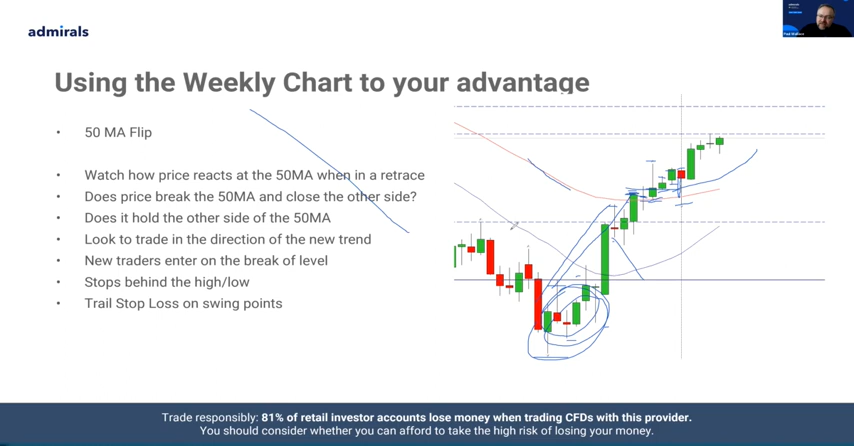 admirals
Using the Weekly Chart to your advantage
• 50 MA Flip
• Watch how price reacts at the 50MA when in a retrace
• Does price break the 50MA and close the other side?
• Does it hold the other side of the 50MA
• Look to trade in the direction of the new trend
• New traders enter on the break of level
• Stops behind the high/low
• Trail Stop Loss on swing points
Trade responsibly: 81% of retail investor accounts lose money when trading CFDs with this provider.
You should consider whether you can afford to take the high risk of losing your money.